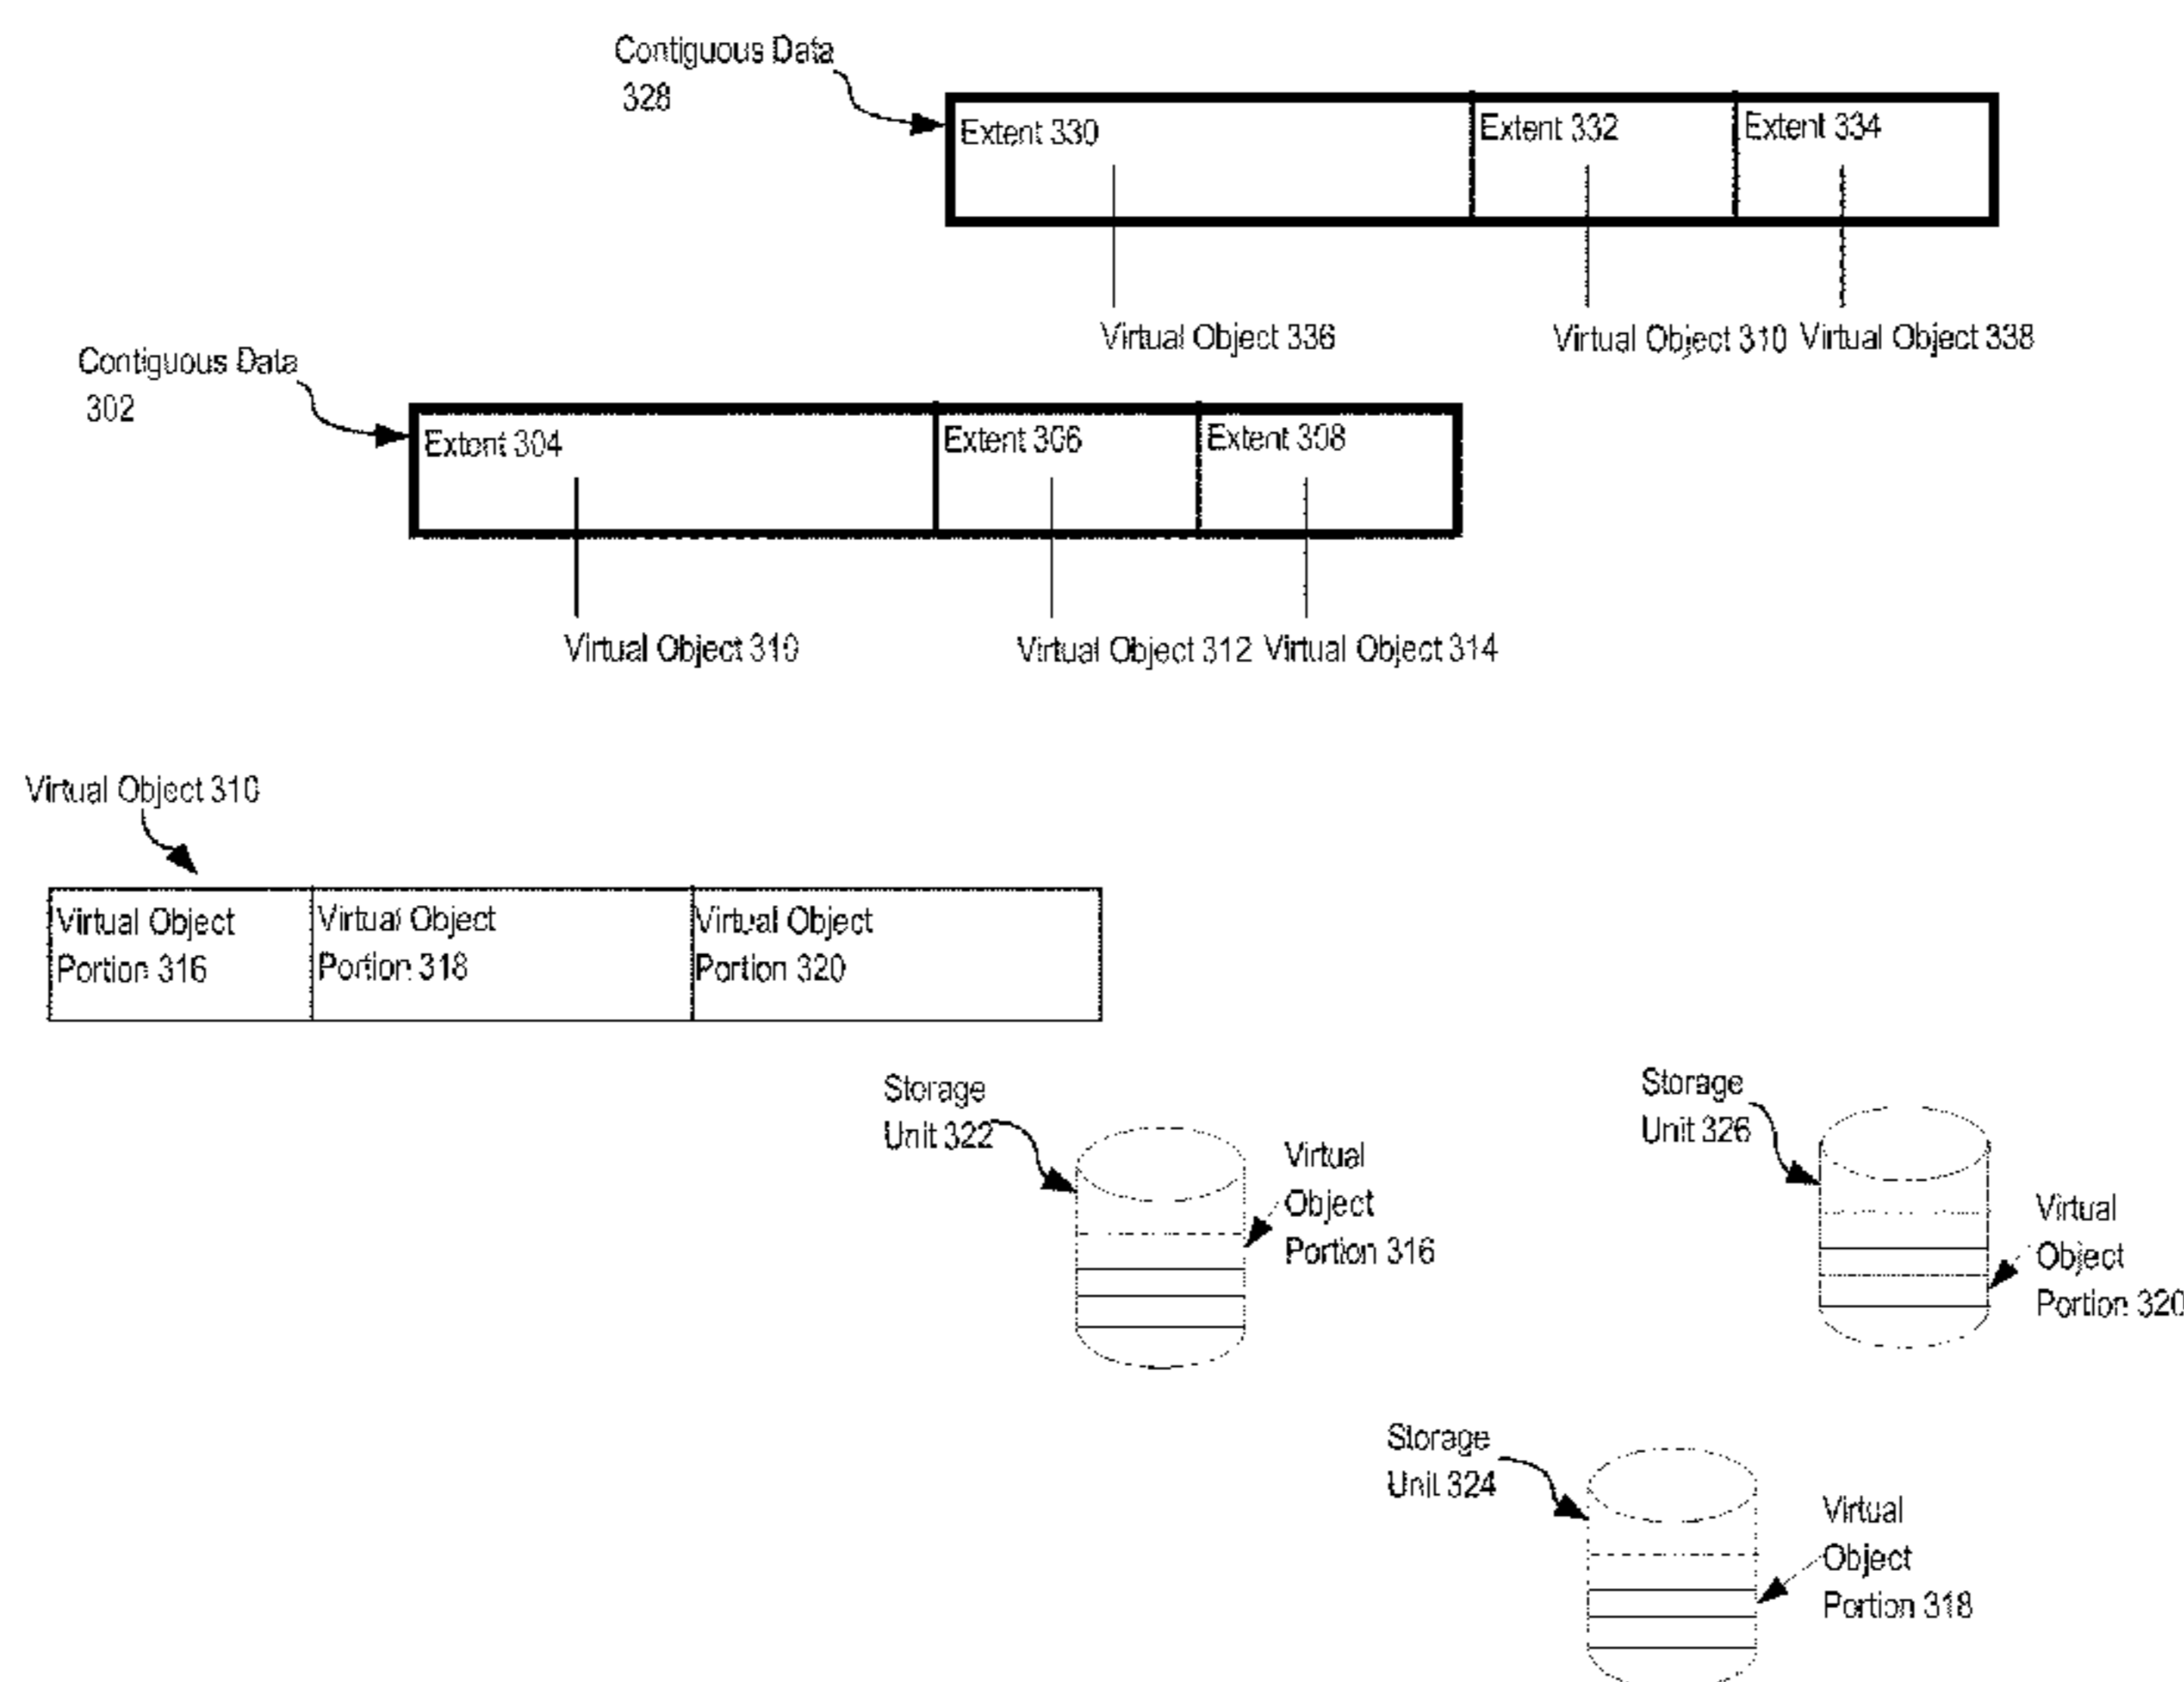 Contiguous Data
328
Extent 330
Extent 332
Extent 334
Virtual Object 336
Virtual Object 310
Virtual Object 338
Contiguous Data
302
Extent 304
Extent 306
Extent 308
Virtual Object 310
Virtual Object 312
Virtual Object 314
Virtual Object 310
Virtual Object
Portion 316
Virtual Object
Portion 318
Virtual Object
Portion 320
Storage
Unit 322
Virtual
Object
Portion 316
Storage
Unit 326
Virtual
Object
Portion 320
Storage
Unit 324
Virtual
Object
Portion 318